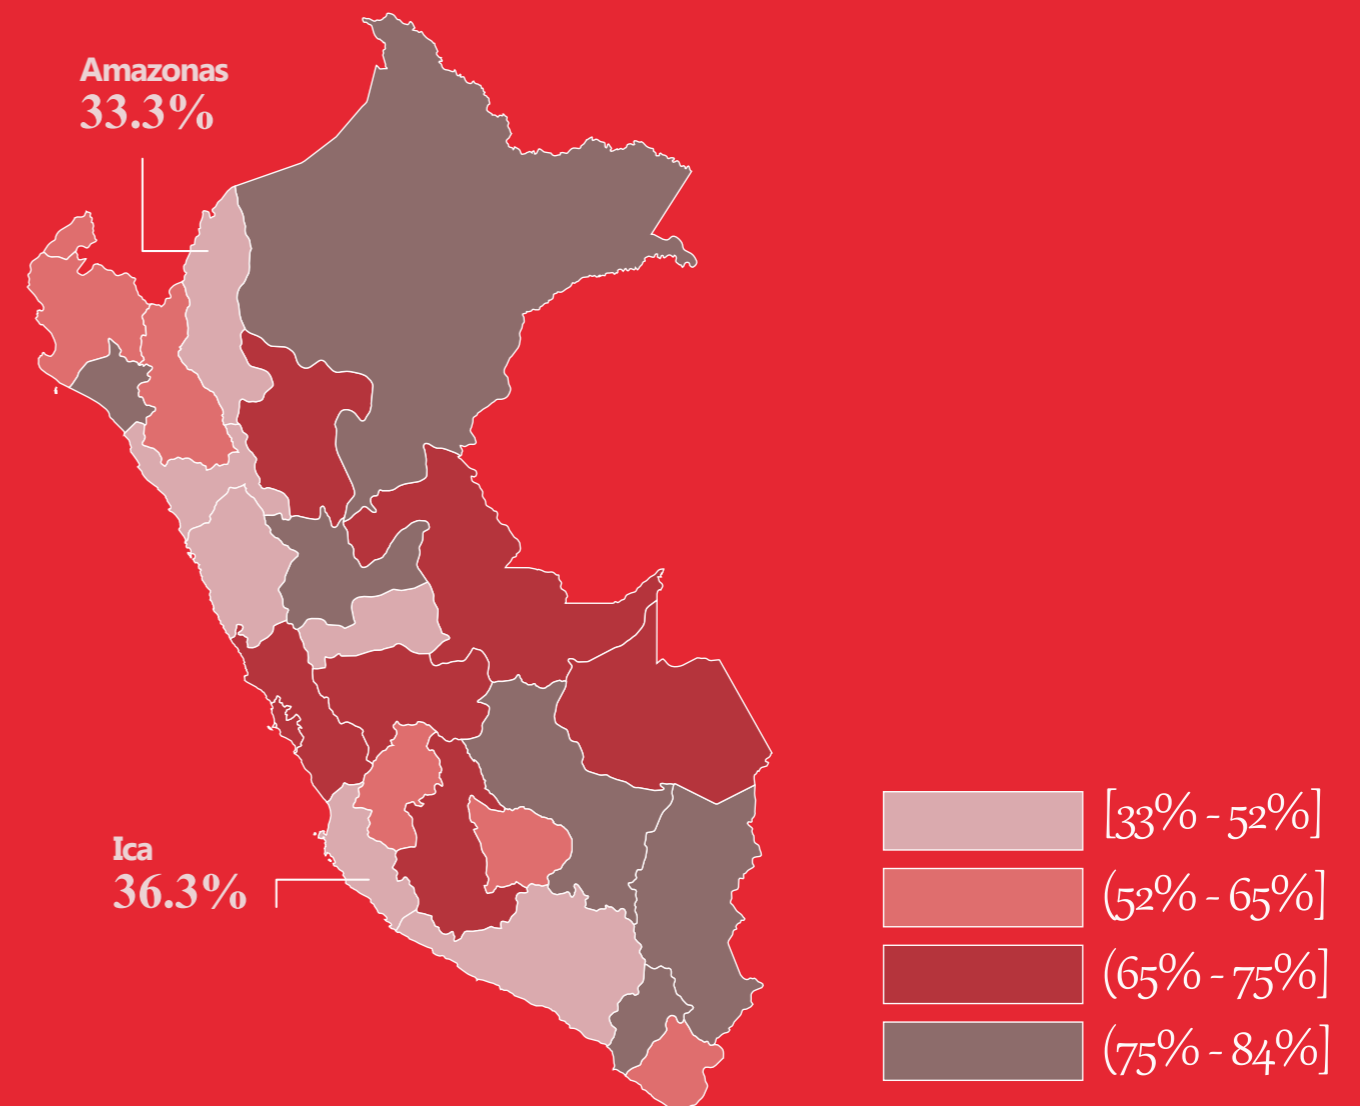 Amazonas
33.3%
Ica
36.3%
[33% - 52%]
(52% - 65%]
(65% - 75%]
(75% - 84%]